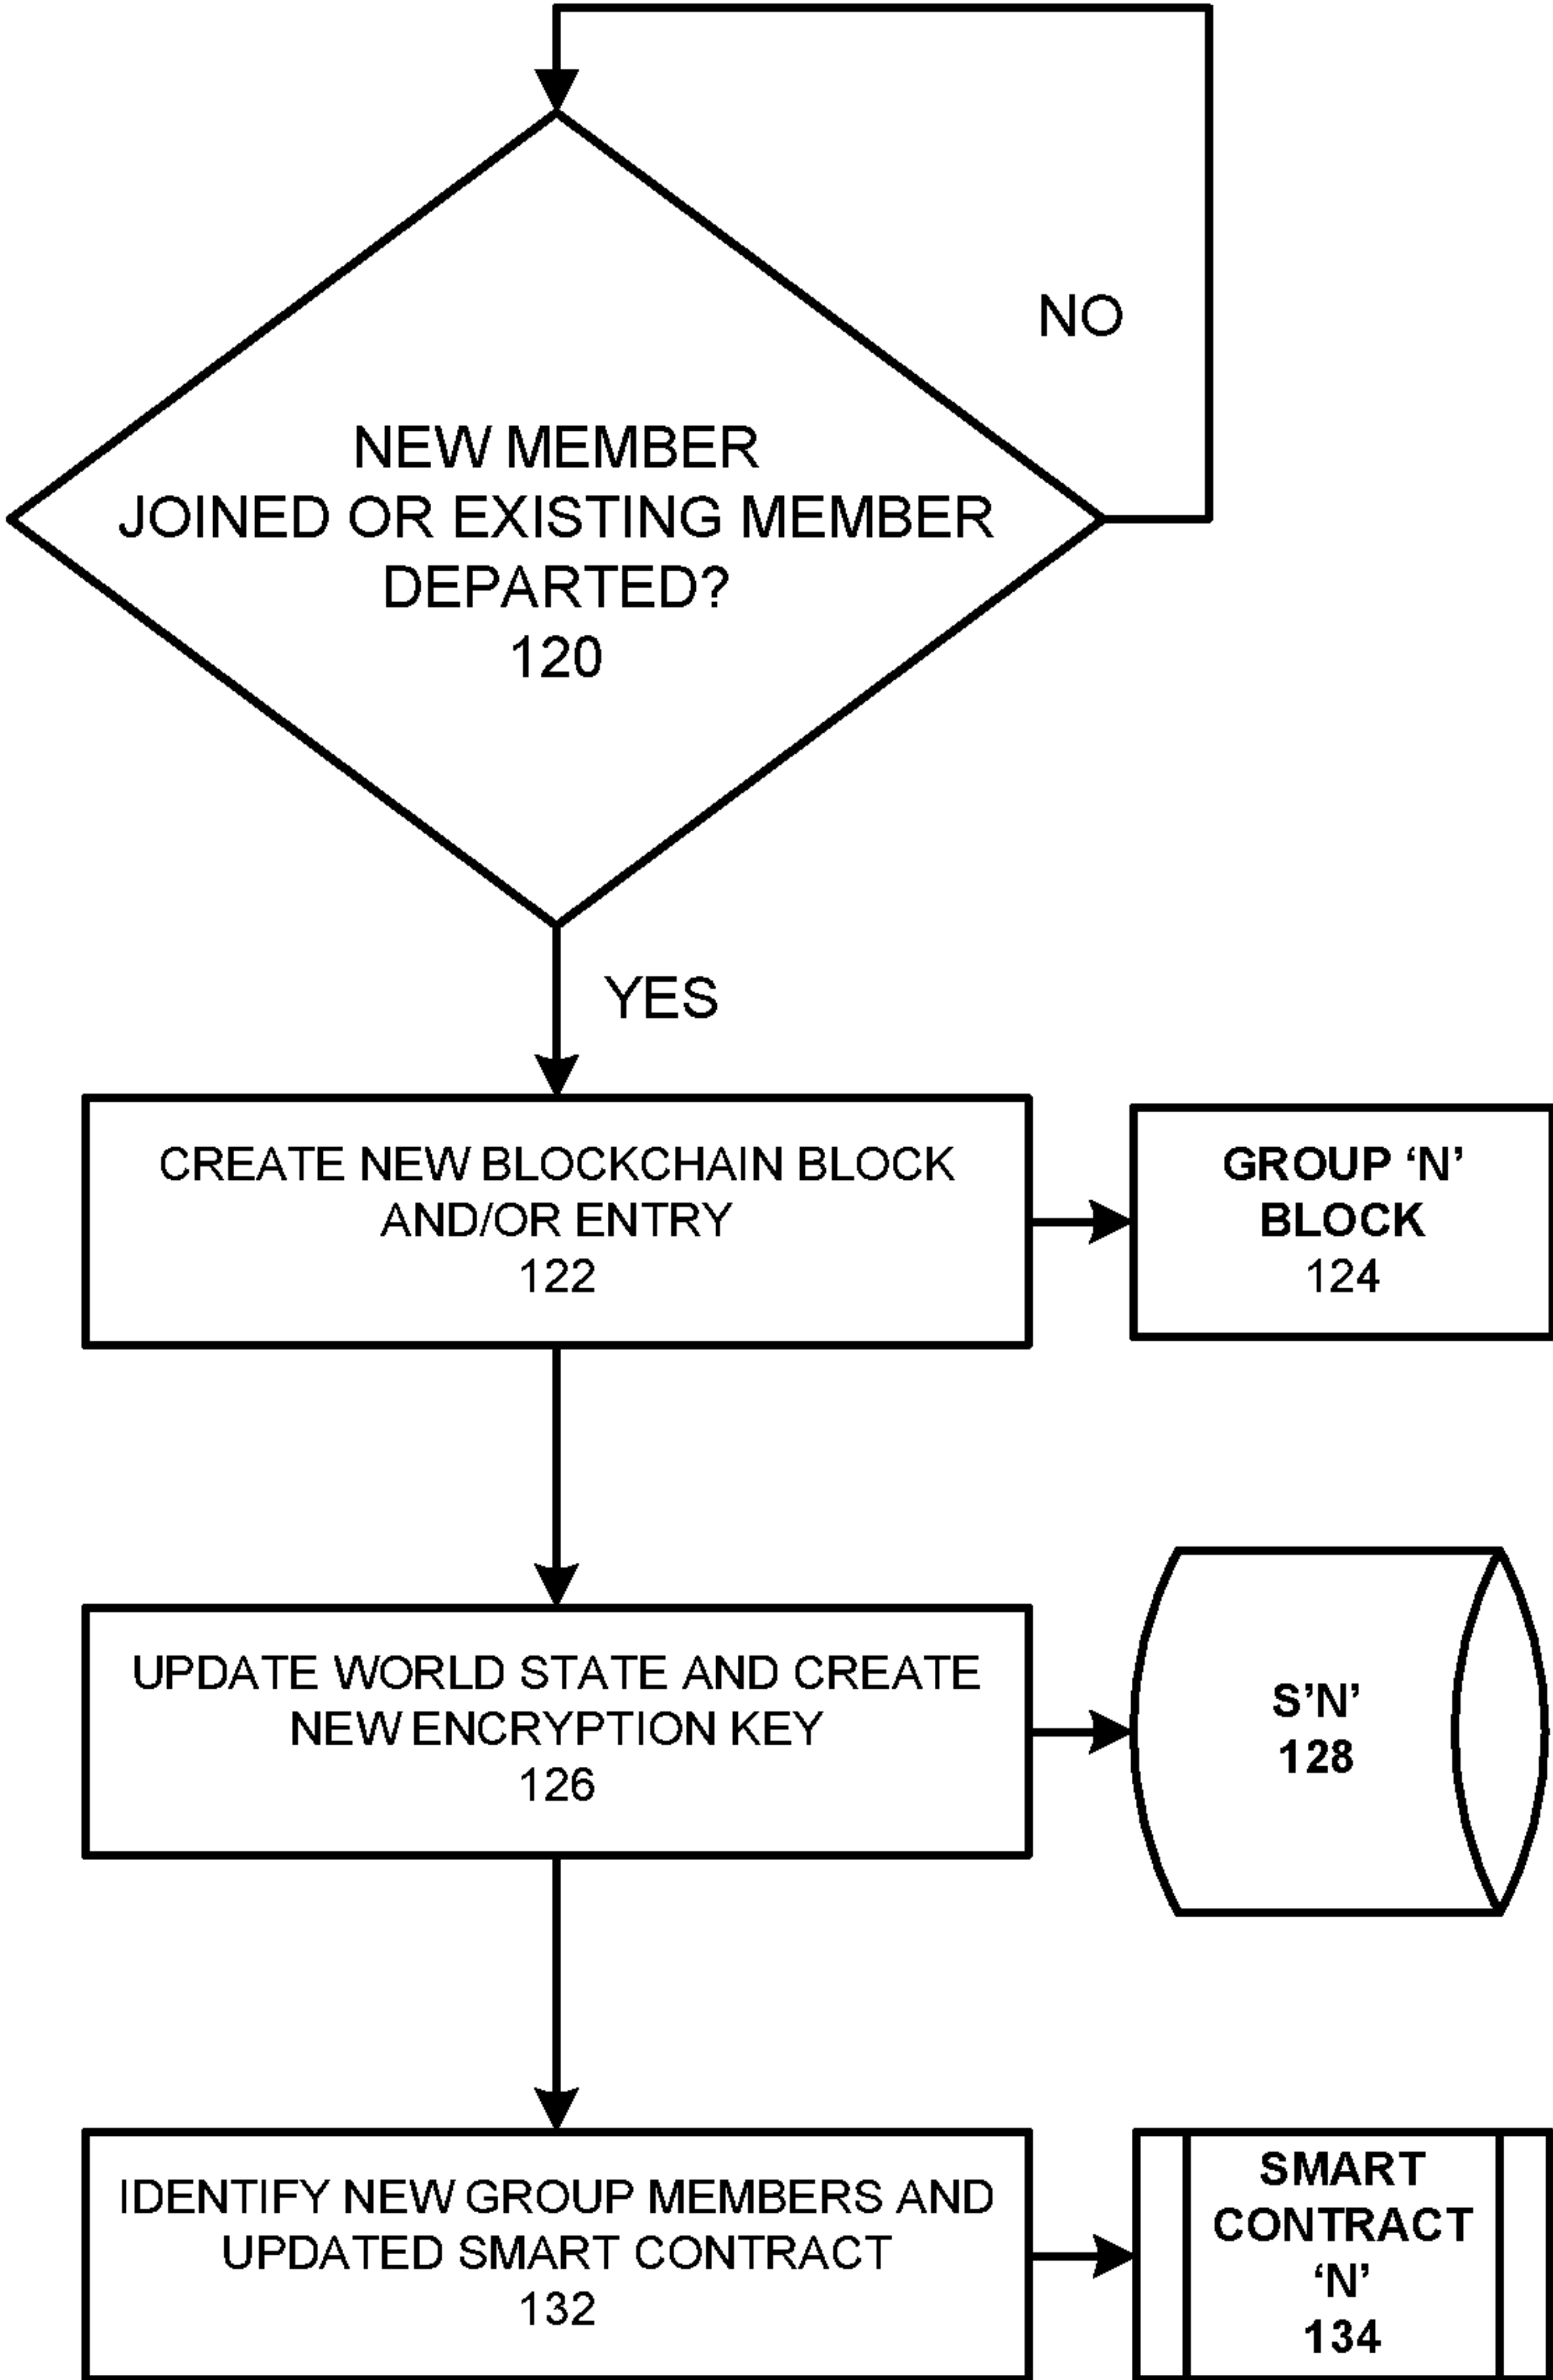 NO
NEW MEMBER
JOINED OR EXISTING MEMBER
DEPARTED?
120
YES
CREATE NEW BLOCKCHAIN BLOCK
AND/OR ENTRY
122
GROUP ‘N’
BLOCK
124
UPDATE WORLD STATE AND CREATE
NEW ENCRYPTION KEY
126
S’N’
128
IDENTIFY NEW GROUP MEMBERS AND
UPDATED SMART CONTRACT
132
SMART
CONTRACT
‘N’
134